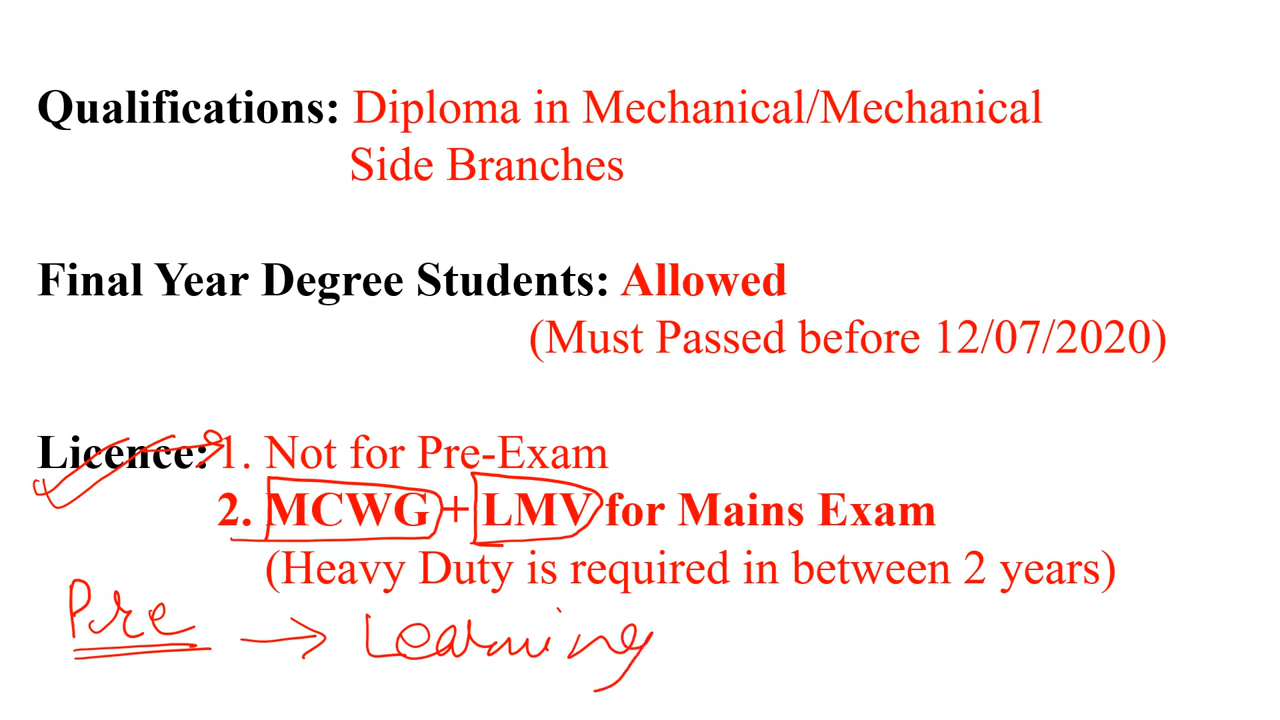 Qualifications: Diploma in Mechanical/Mechanical
Side Branches
Final Year Degree Students: Allowed
(Must Passed before 12/07/2020)
Licence: 1. Not for Pre-Exam
2. MCWG + LMV for Mains Exam
(Heavy Duty is required in between 2 years)
Pre → Learning